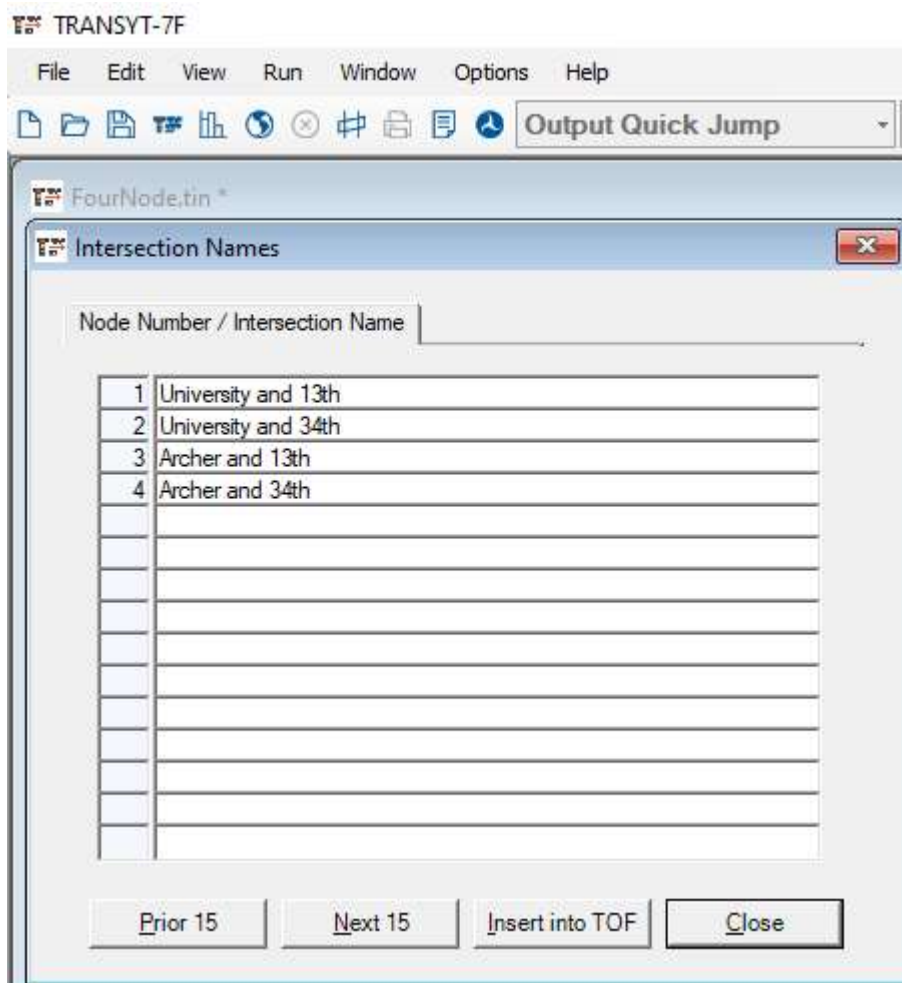 TRANSYT-7F
File Edit View Run Window Options Help
Output Quick Jump
FourNode.tin *
Intersection Names
Node Number / Intersection Name
1 University and 13th
2 University and 34th
3 Archer and 13th
4 Archer and 34th
Prior 15 Next 15 Insert into TOF Close